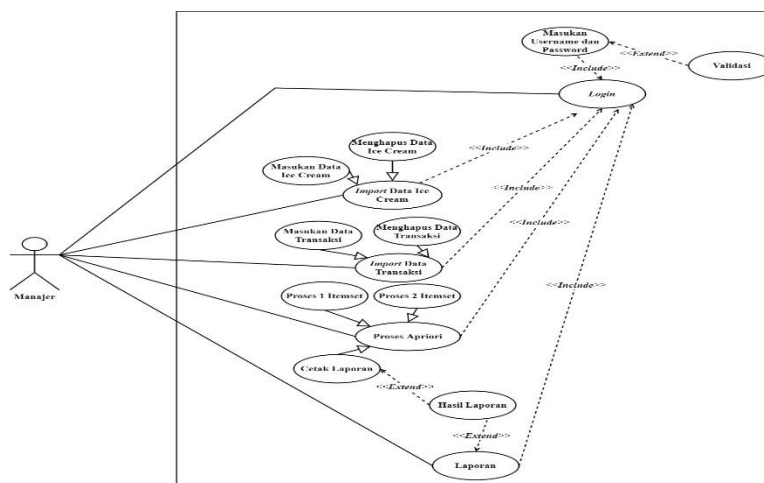 Masukan
Username dan
Password
<<Extend>>
Validasi
<<Include>>
Login
Menghapus Data
Ice Cream
<<Include>>
Masukan Data
Ice Cream
Import Data Ice
Cream
<<Include>>
Masukan Data
Transaksi
Menghapus Data
Transaksi
<<Include>>
Import Data
Transaksi
Manajer
Proses 1 Itemset
Proses 2 Itemset
<<Include>>
Proses Apriori
Cetak Laporan
<<Extend>>
Hasil Laporan
<<Extend>>
Laporan